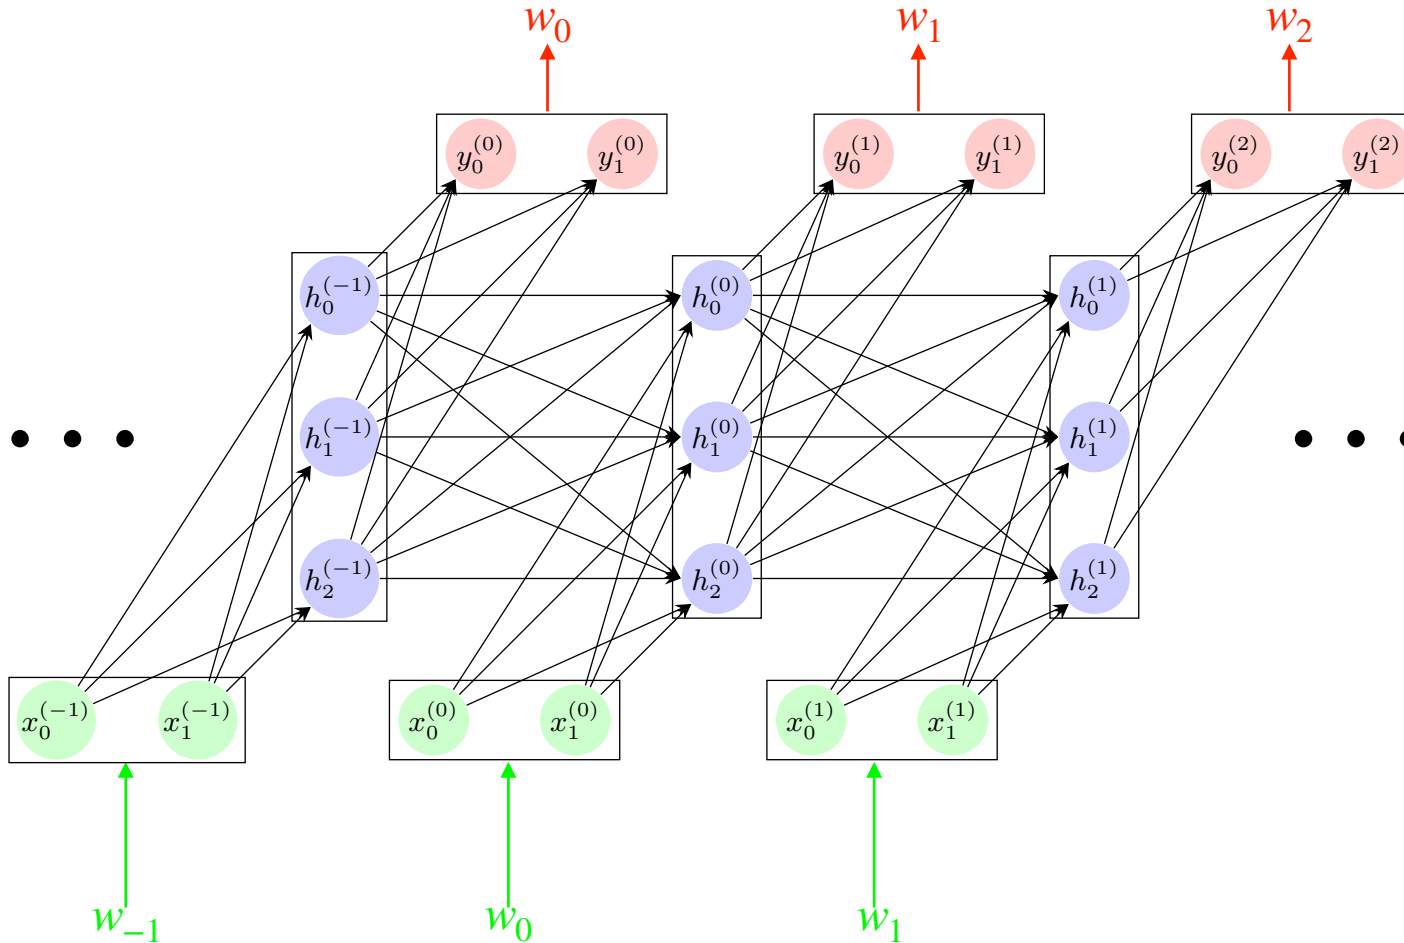 w₀ w₁ w₂
y₀⁽⁰⁾ y₁⁽⁰⁾ y₀⁽¹⁾ y₁⁽¹⁾ y₀⁽²⁾ y₁⁽²⁾
h₀⁽⁻¹⁾ h₀⁽⁰⁾ h₀⁽¹⁾
h₁⁽⁻¹⁾ h₁⁽⁰⁾ h₁⁽¹⁾
h₂⁽⁻¹⁾ h₂⁽⁰⁾ h₂⁽¹⁾
x₀⁽⁻¹⁾ x₁⁽⁻¹⁾ x₀⁽⁰⁾ x₁⁽⁰⁾ x₀⁽¹⁾ x₁⁽¹⁾
w₋₁ w₀ w₁